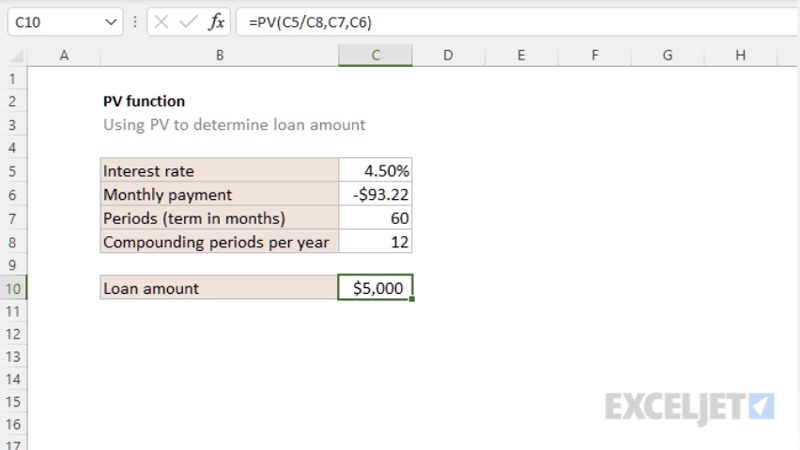 C10 fx =PV(C5/C8,C7,C6)
A B C D E F G H
1
2 PV function
3 Using PV to determine loan amount
4
5 Interest rate 4.50%
6 Monthly payment -$93.22
7 Periods (term in months) 60
8 Compounding periods per year 12
9
10 Loan amount $5,000
11
12
13
14
15
EXCELJET
16
17